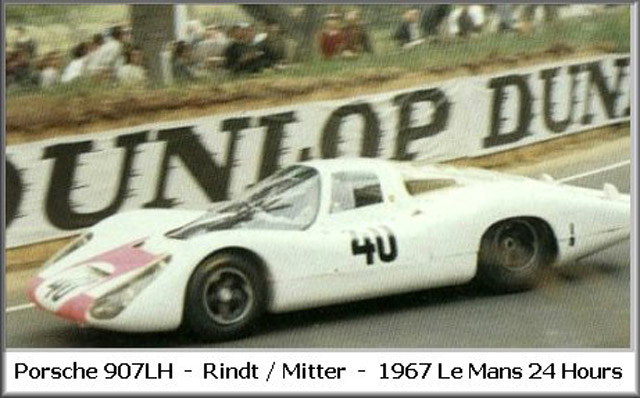 DUNLOP DUN
40
40
Porsche 907LH - Rindt / Mitter - 1967 Le Mans 24 Hours